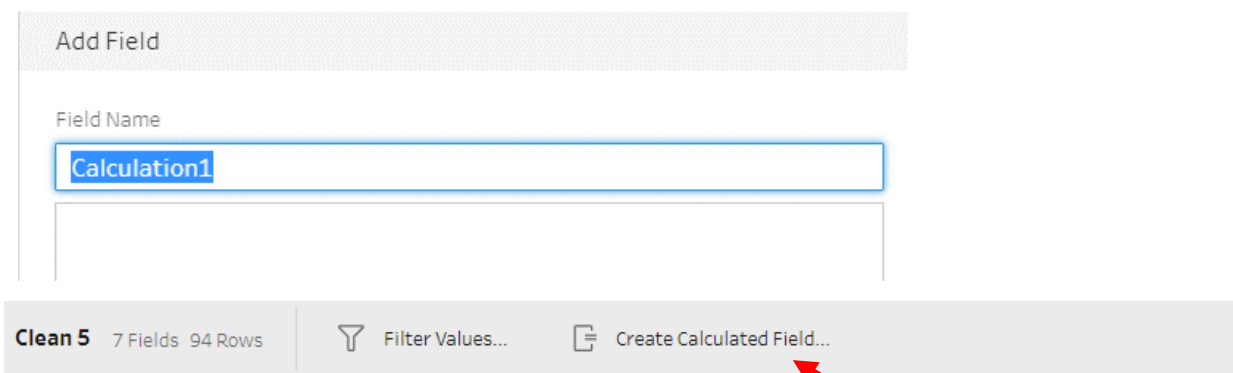 Add Field
Field Name
Calculation1
Clean 5 7 Fields 94 Rows Filter Values... Create Calculated Field...